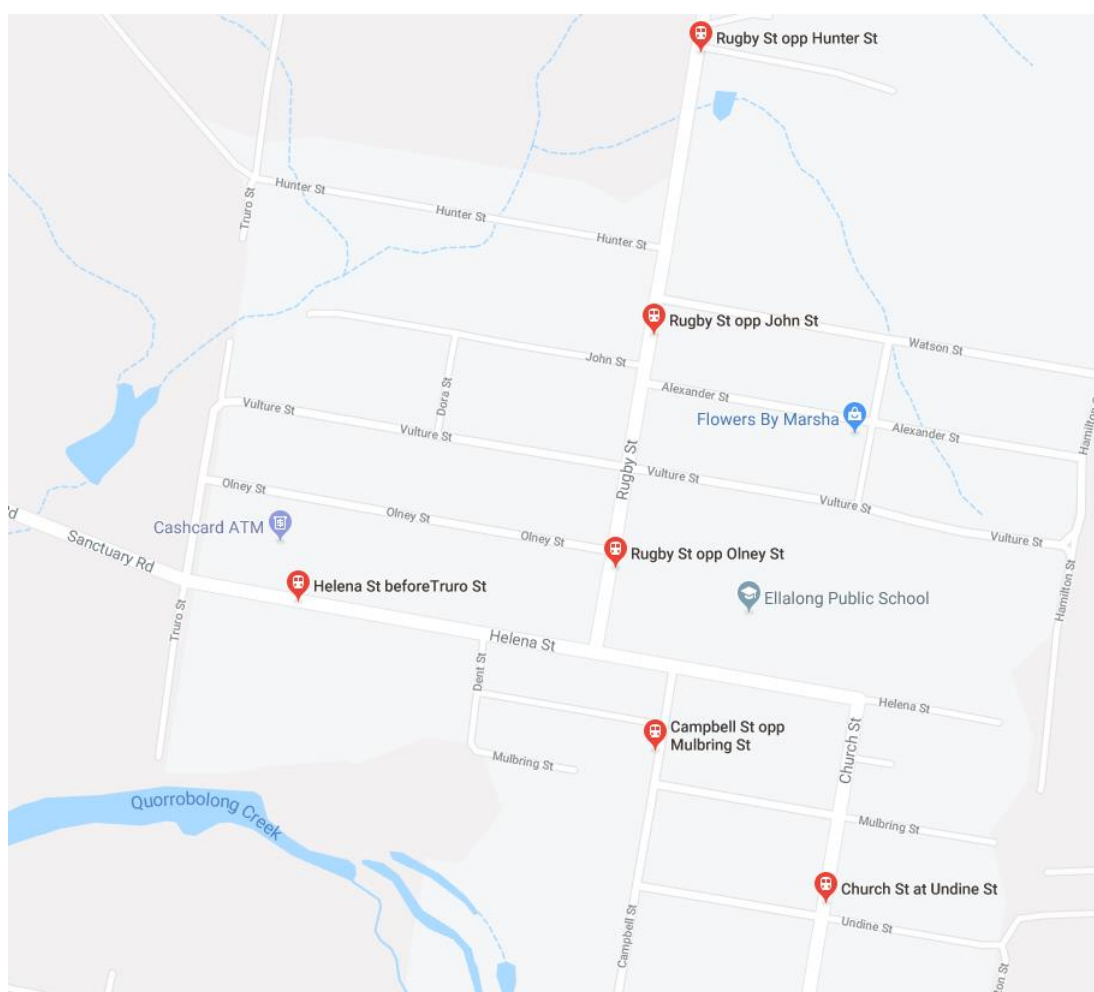 Rugby St opp Hunter St
Hunter St
Truro St
Hunter St
Hunter St
Rugby St opp John St
Watson St
John St
Alexander St
Dora St
Hamilton
Vulture St
Flowers By Marsha
Alexander St
Vulture St
Rugby St
Vulture St
Olney St
Vulture St
Olney St
Cashcard ATM
Olney St
Vulture St
Sanctuary Rd
Rugby St opp Olney St
Helena St beforeTruro St
Ellalong Public School
Hamilton St
Truro St
Helena St
Dent St
Helena St
Campbell St opp
Mulbring St
Church St
Mulbring St
Quorrobolong Creek
Mulbring St
Church St at Undine St
Undine St
Campbell St
on St